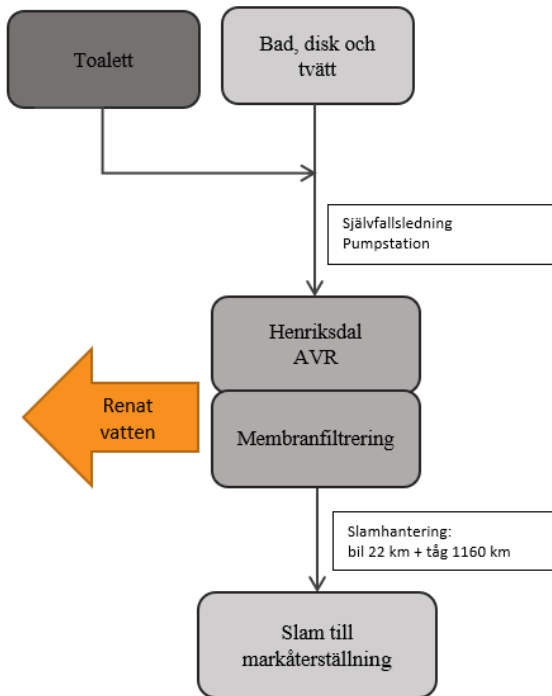 Toalett
Bad, disk och
tvätt
Självfallsledning
Pumpstation
Henriksdal
AVR
Renat
vatten
Membranfiltrering
Slamhantering:
bil 22 km + tåg 1160 km
Slam till
markåterställning